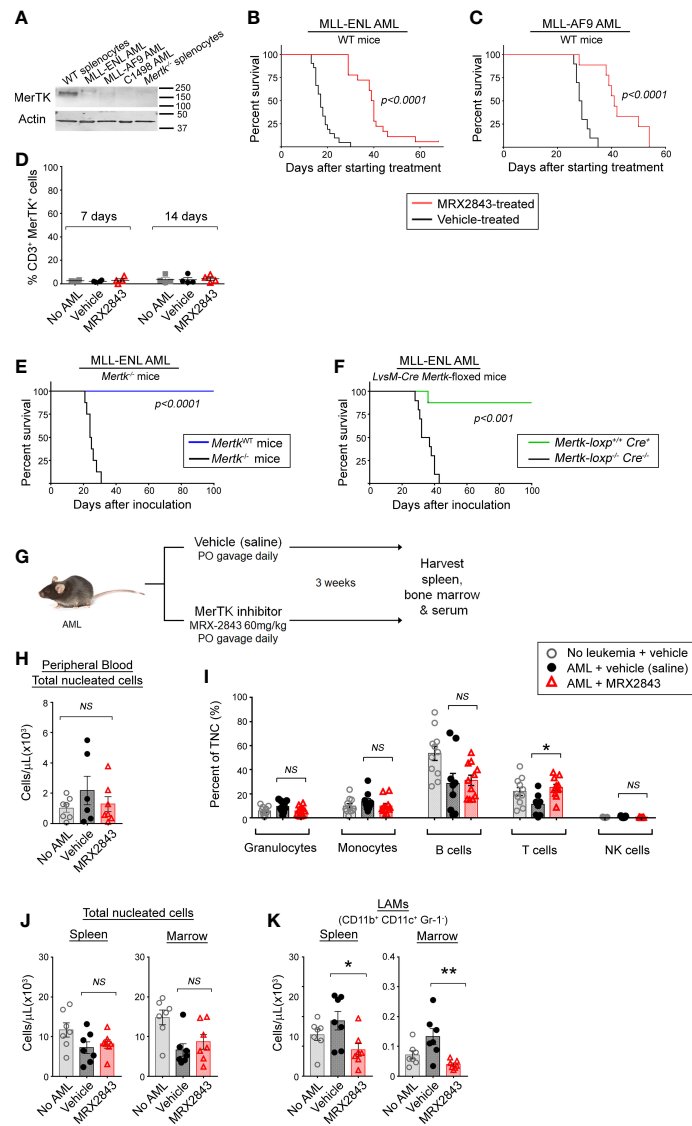 A
WT splenocytes
MLL-ENL AML
MLL-AF9 AML
C1498 AML
Mertk-/- splenocytes
MerTK
250
150
100
50
Actin
37
B
MLL-ENL AML
WT mice
Percent survival
100
75
50
25
p<0.0001
0 20 40 60
Days after starting treatment
C
MLL-AF9 AML
WT mice
Percent survival
100
75
50
25
p<0.0001
0 20 40 60
Days after starting treatment
MRX2843-treated
Vehicle-treated
D
% CD3+ MerTK+ cells
100
80
60
40
20
0
7 days
14 days
No AML
Vehicle
MRX2843
No AML
Vehicle
MRX2843
E
MLL-ENL AML
Mertk-/- mice
Percent survival
100
75
50
25
p<0.0001
MertkWT mice
Mertk-/- mice
0 20 40 60 100
Days after inoculation
F
MLL-ENL AML
LvsM-Cre Mertk-floxed mice
Percent survival
100
75
50
25
p<0.001
Mertk-loxp+/+ Cre+
Mertk-loxp-/- Cre-/-
0 20 40 60 100
Days after inoculation
G
AML
Vehicle (saline)
PO gavage daily
3 weeks
MerTK inhibitor
MRX-2843 60mg/kg
PO gavage daily
Harvest
spleen,
bone marrow
& serum
No leukemia + vehicle
AML + vehicle (saline)
AML + MRX2843
H
Peripheral Blood
Total nucleated cells
Cells/µL(x10³)
8
6
4
2
0
NS
No AML
Vehicle
MRX2843
I
Percent of TNC (%)
100
80
60
40
20
0
NS
NS
NS
*
NS
Granulocytes
Monocytes
B cells
T cells
NK cells
J
Total nucleated cells
Spleen
Marrow
Cells/µL(x10³)
30
20
10
0
NS
No AML
Vehicle
MRX2843
30
20
10
0
NS
No AML
Vehicle
MRX2843
K
LAMs
(CD11b+ CD11c+ Gr-1-)
Spleen
Marrow
Cells/µL(x10³)
30
20
10
0
*
No AML
Vehicle
MRX2843
0.4
0.3
0.2
0.1
0
**
No AML
Vehicle
MRX2843